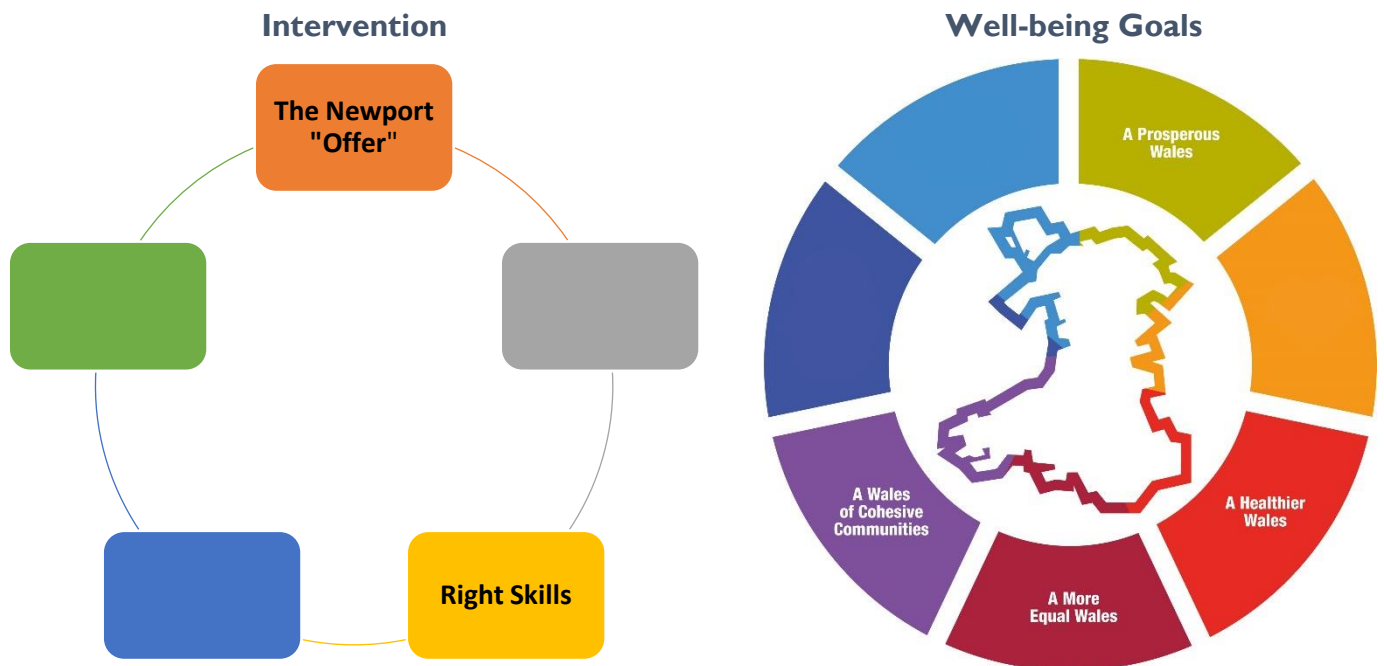 Intervention
The Newport
"Offer"
Right Skills
Well-being Goals
A Prosperous
Wales
A Healthier
Wales
A More
Equal Wales
A Wales
of Cohesive
Communities